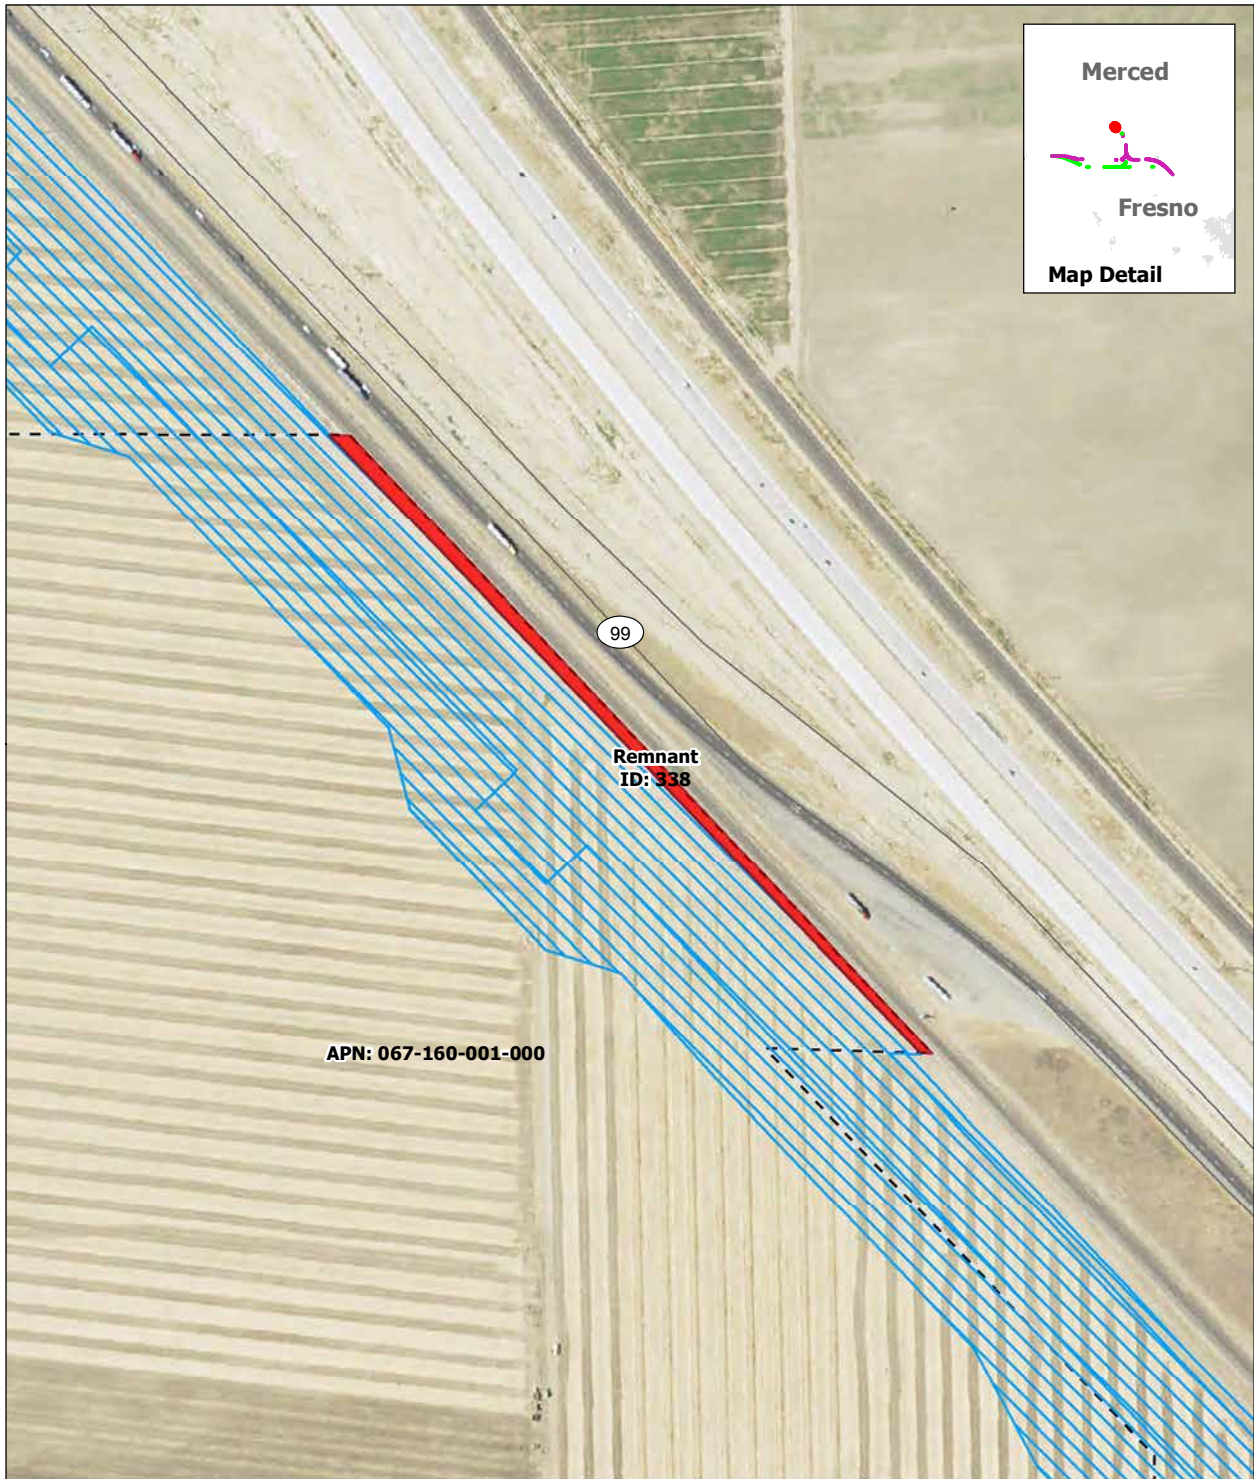 Merced
Fresno
Map Detail
99
Remnant
ID: 338
APN: 067-160-001-000